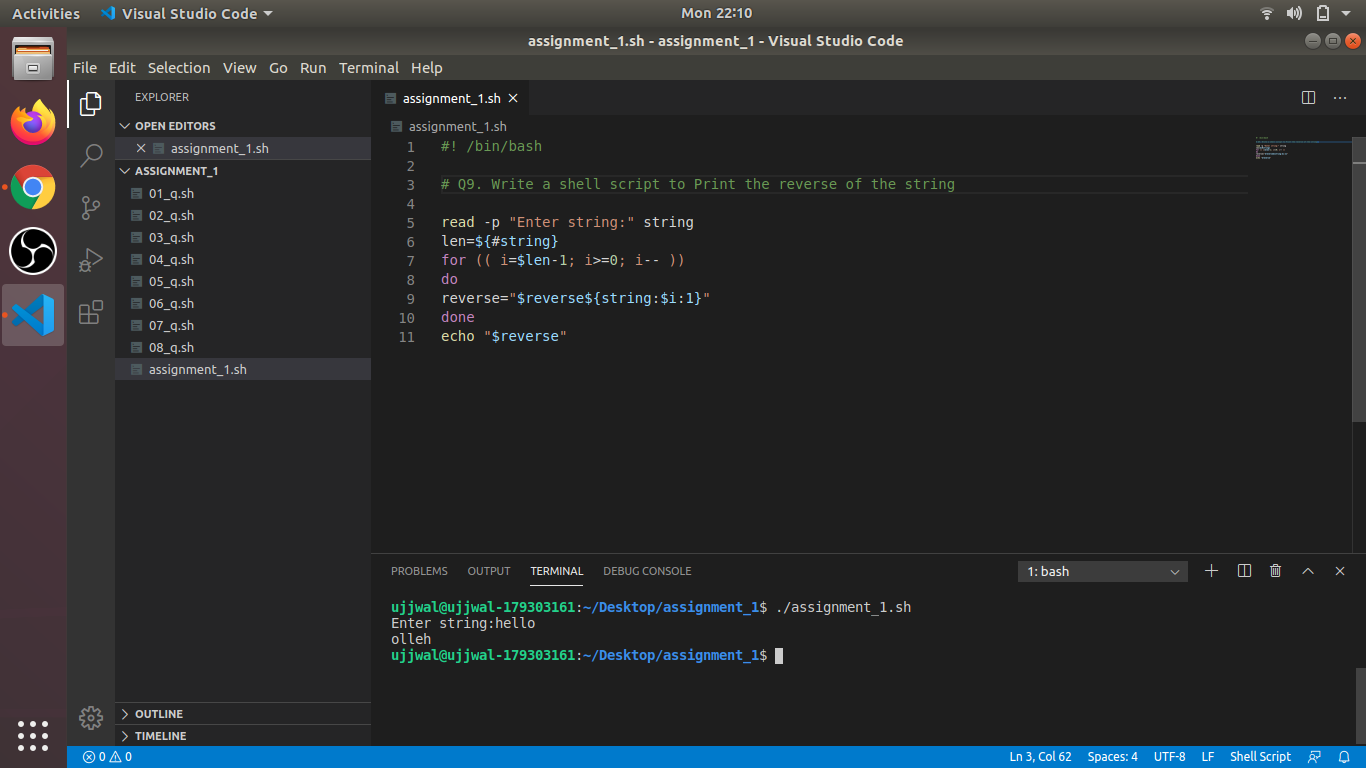 Activities Visual Studio Code Mon 22:10
assignment_1.sh - assignment_1 - Visual Studio Code
File Edit Selection View Go Run Terminal Help
EXPLORER
OPEN EDITORS
assignment_1.sh
ASSIGNMENT_1
01_q.sh
02_q.sh
03_q.sh
04_q.sh
05_q.sh
06_q.sh
07_q.sh
08_q.sh
assignment_1.sh
OUTLINE
TIMELINE
assignment_1.sh
assignment_1.sh
1 #! /bin/bash
2
3 # Q9. Write a shell script to Print the reverse of the string
4
5 read -p "Enter string:" string
6 len=${#string}
7 for (( i=$len-1; i>=0; i-- ))
8 do
9 reverse="$reverse${string:$i:1}"
10 done
11 echo "$reverse"
PROBLEMS OUTPUT TERMINAL DEBUG CONSOLE 1: bash
ujjwal@ujjwal-179303161:~/Desktop/assignment_1$ ./assignment_1.sh
Enter string:hello
olleh
ujjwal@ujjwal-179303161:~/Desktop/assignment_1$
0 0 Ln 3, Col 62 Spaces: 4 UTF-8 LF Shell Script